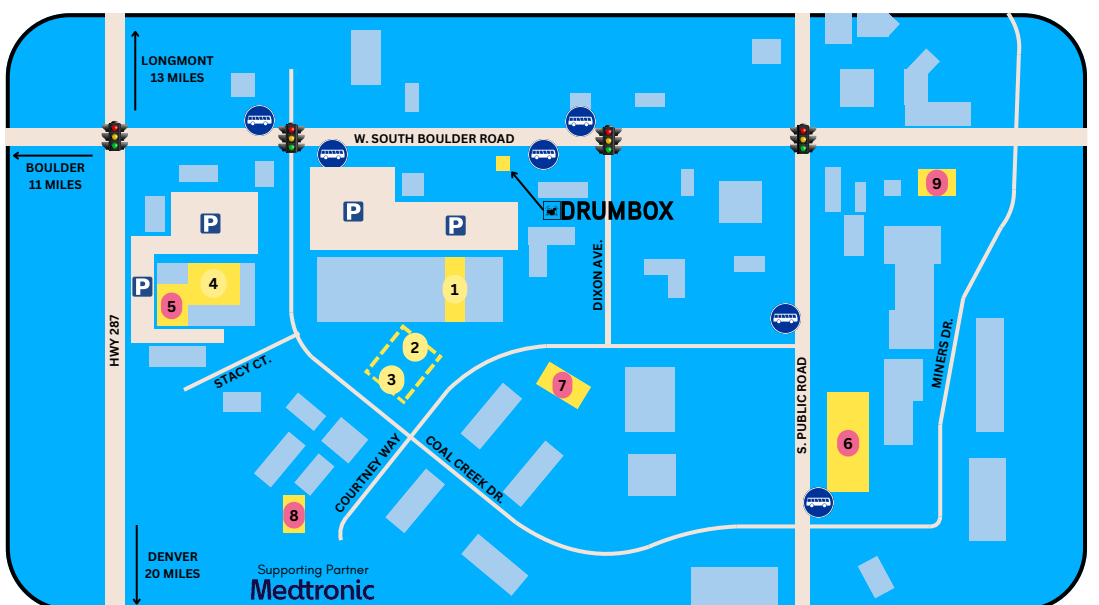 LONGMONT
13 MILES
W. SOUTH BOULDER ROAD
BOULDER
11 MILES
9
DRUMBOX
P
P
P
DIXON AVE.
4
P
1
5
HWY 287
MINERS DR.
2
STACY CT.
3
7
S. PUBLIC ROAD
6
COURTNEY WAY
COAL CREEK DR.
8
DENVER
20 MILES
Supporting Partner
Medtronic